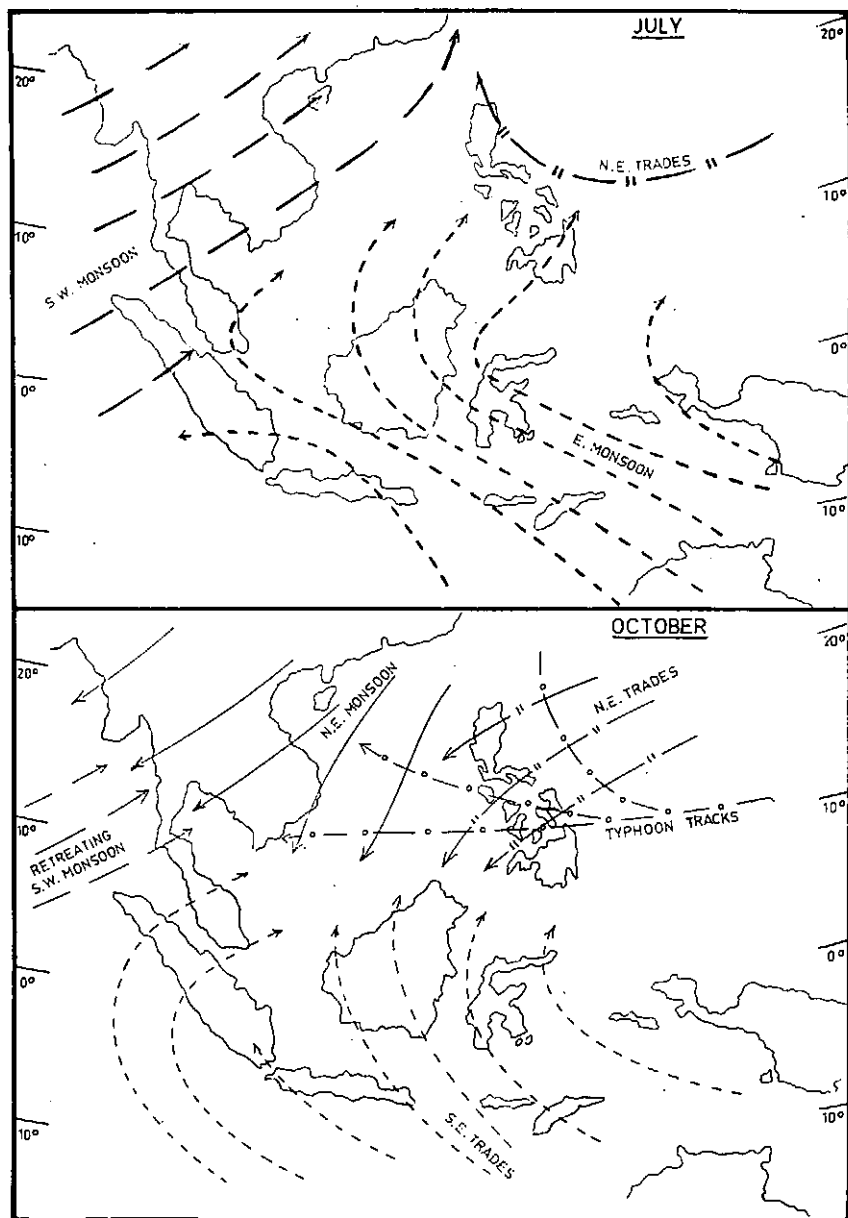 JULY
20°
20°
N.E. TRADES
10°
10°
S.W. MONSOON
0°
0°
E. MONSOON
10°
10°
OCTOBER
20°
20°
N.E. MONSOON
N.E. TRADES
10°
10°
TYPHOON TRACKS
RETREATING
S.W. MONSOON
0°
0°
S.E. TRADES
10°
10°